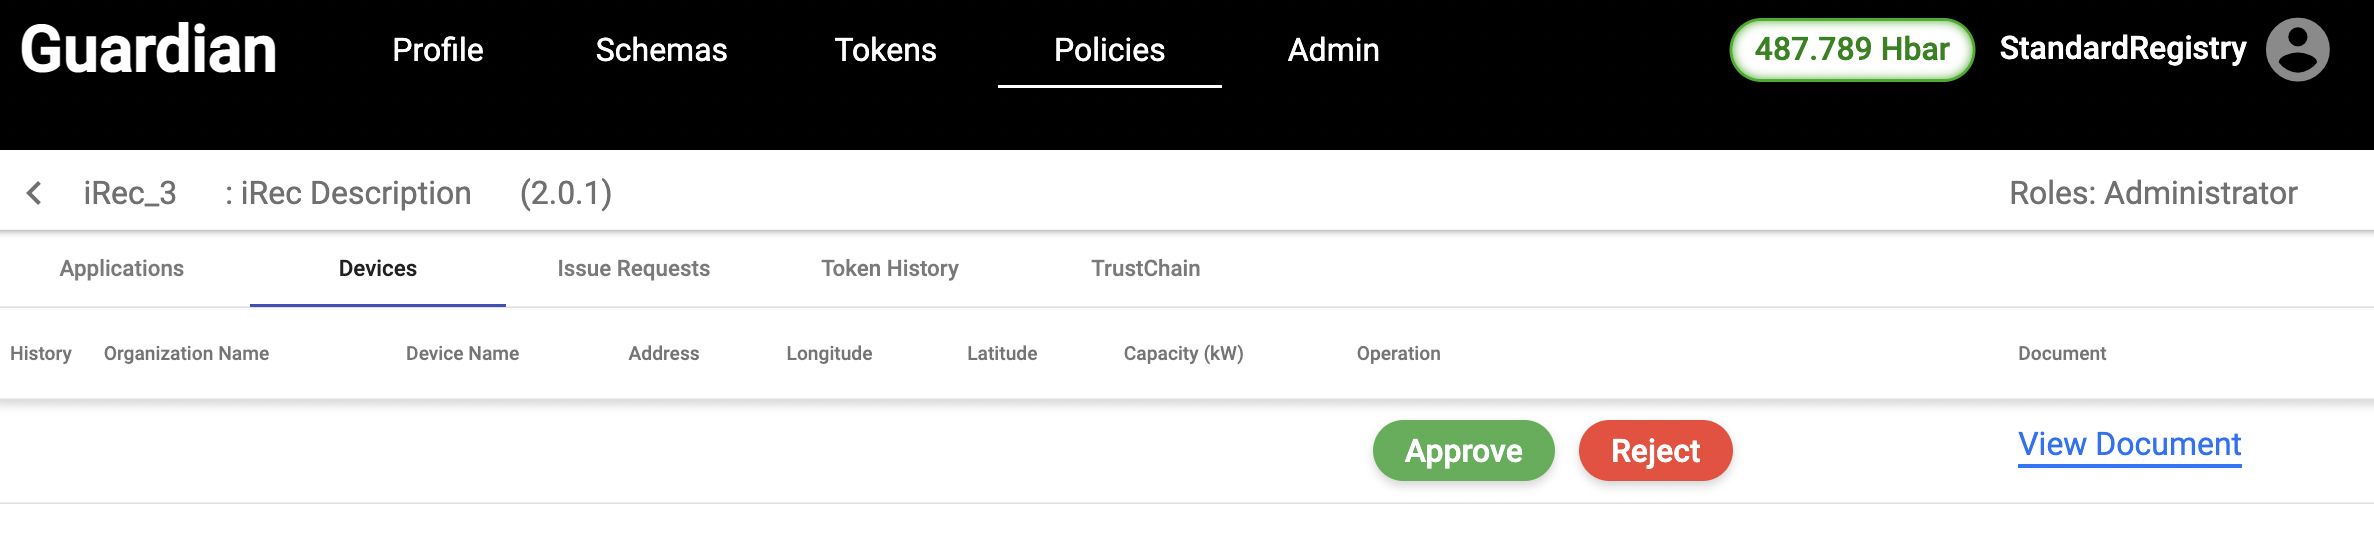 Guardian Profile Schemas Tokens Policies Admin 487.789 Hbar StandardRegistry
iRec_3 : iRec Description (2.0.1) Roles: Administrator
Applications Devices Issue Requests Token History TrustChain
History Organization Name Device Name Address Longitude Latitude Capacity (kW) Operation Document
Approve Reject View Document